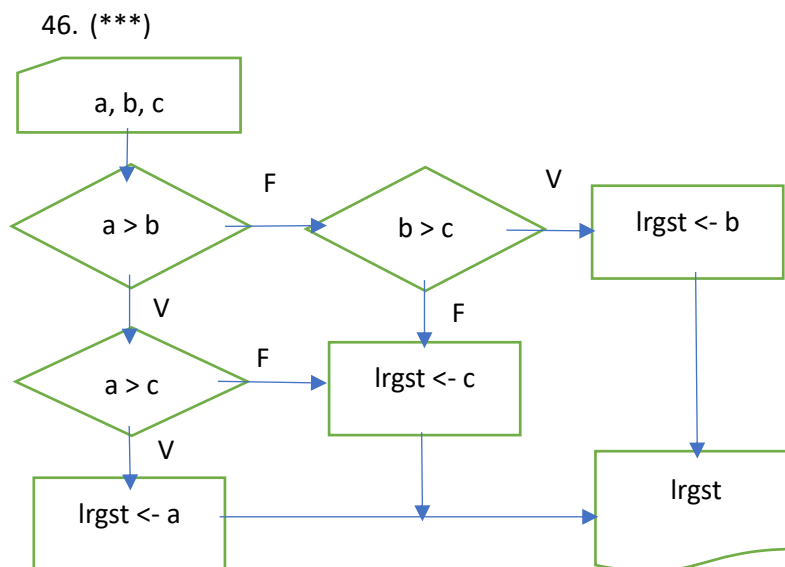 46. (***)
a, b, c
F
V
a > b
b > c
lrgst <- b
V
F
F
a > c
lrgst <- c
V
lrgst <- a
lrgst